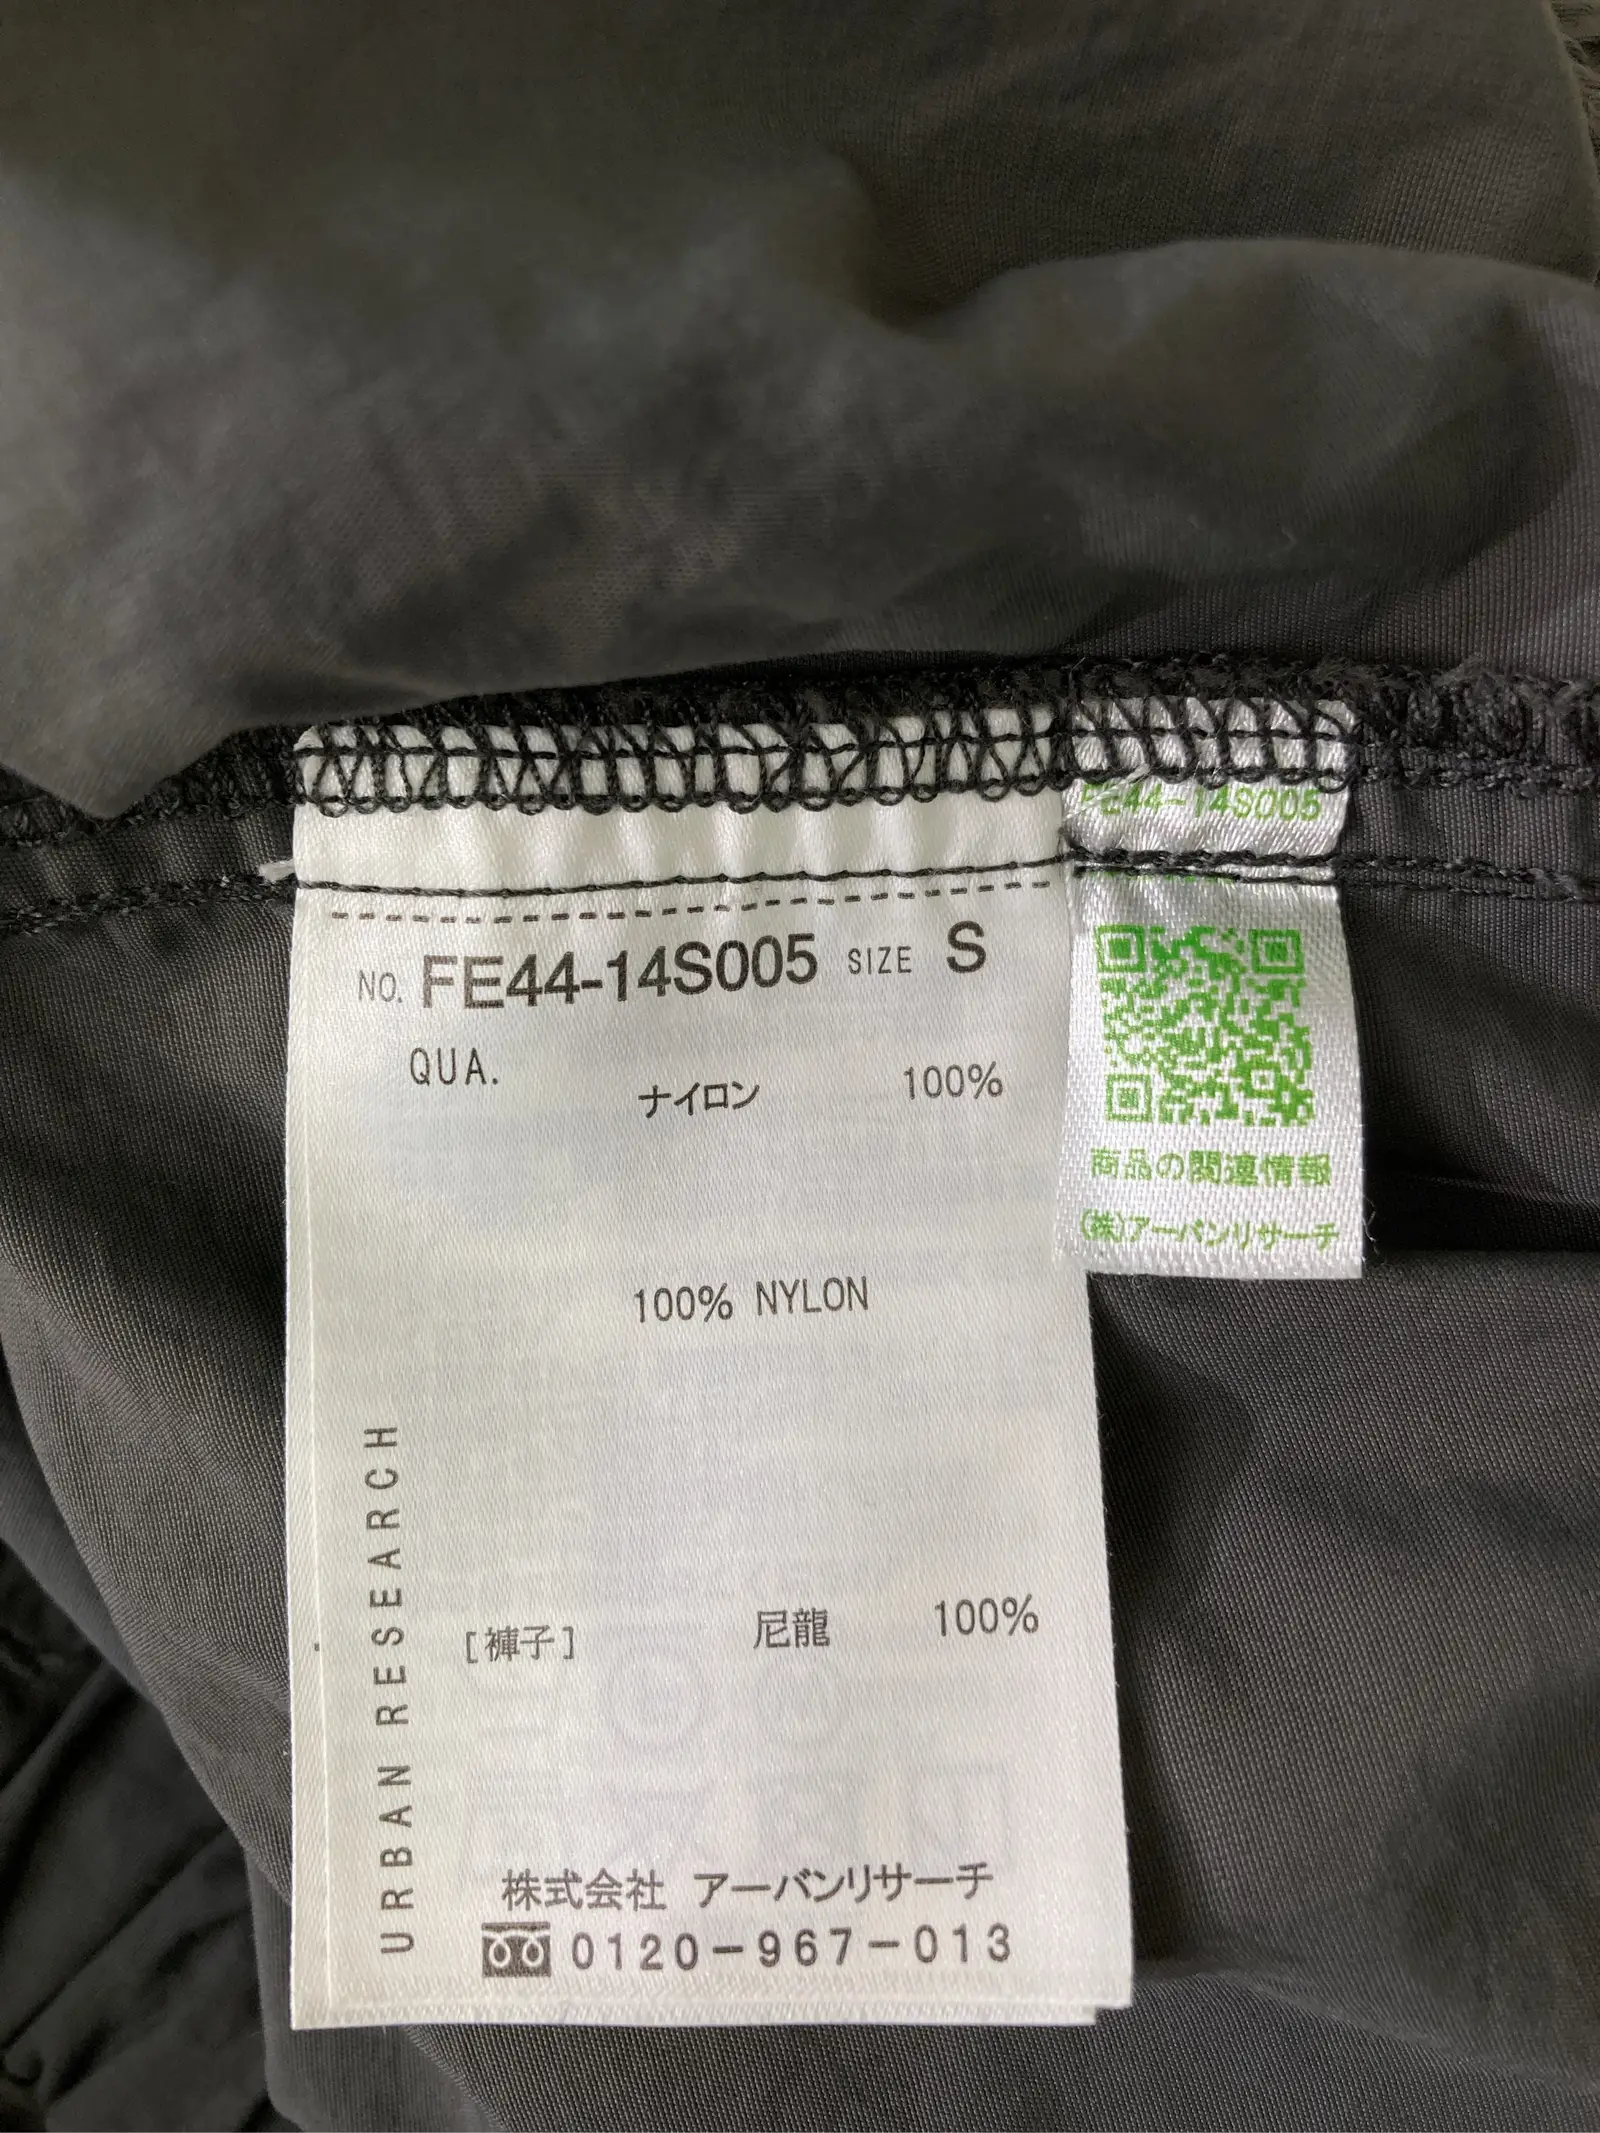 FE44-14S005
NO. FE44-14S005 SIZE S
QUA.
ナイロン 100%
100% NYLON
[褲子] 尼龍 100%
URBAN RESEARCH
株式会社 アーバンリサーチ
0120-967-013
商品の関連情報
(株)アーバンリサーチ